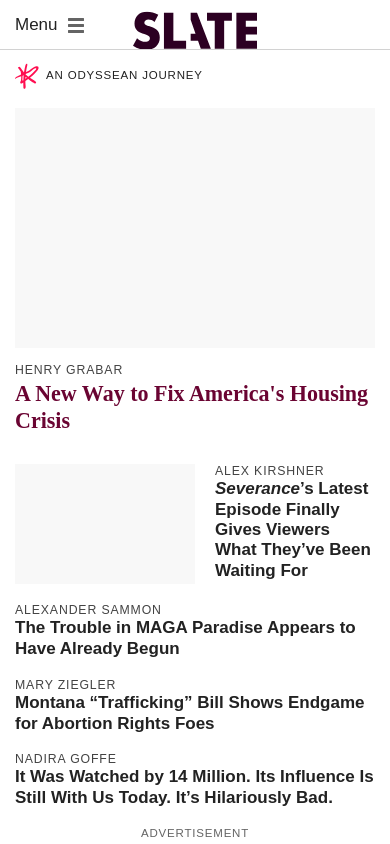 Menu
SLATE
AN ODYSSEAN JOURNEY
HENRY GRABAR
A New Way to Fix America's Housing
Crisis
ALEX KIRSHNER
Severance’s Latest
Episode Finally
Gives Viewers
What They’ve Been
Waiting For
ALEXANDER SAMMON
The Trouble in MAGA Paradise Appears to
Have Already Begun
MARY ZIEGLER
Montana “Trafficking” Bill Shows Endgame
for Abortion Rights Foes
NADIRA GOFFE
It Was Watched by 14 Million. Its Influence Is
Still With Us Today. It’s Hilariously Bad.
ADVERTISEMENT